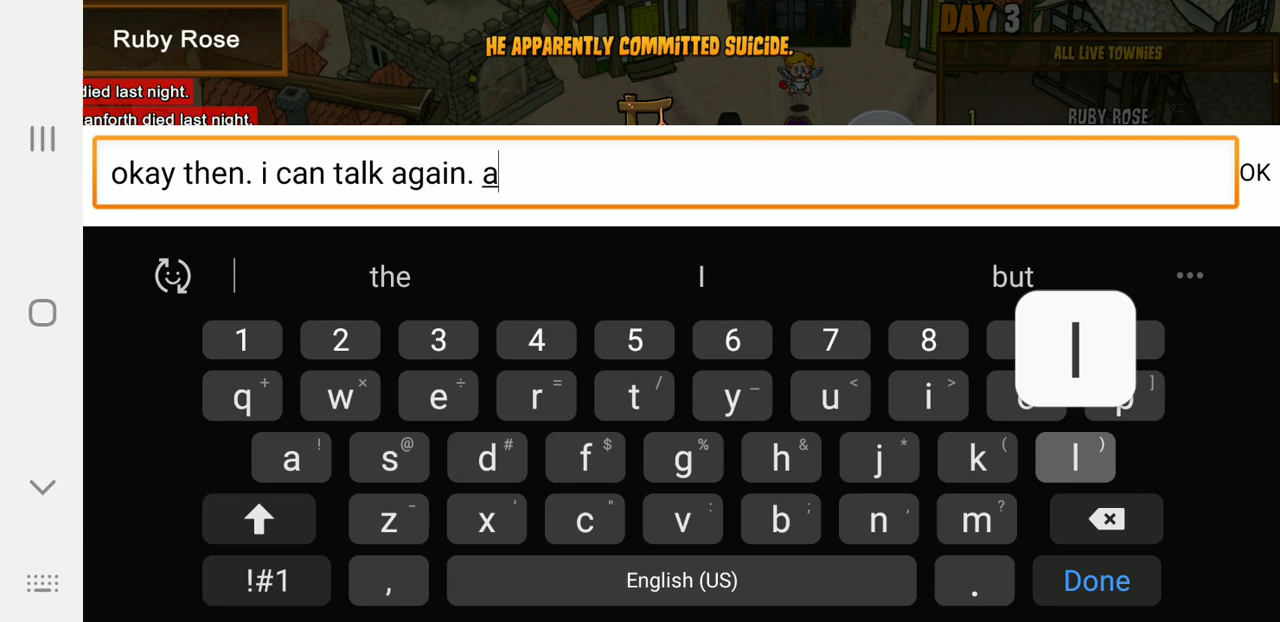 Ruby Rose
HE APPARENTLY COMMITTED SUICIDE.
DAY 3
ALL LIVE TOWNIES
died last night.
anforth died last night.
1 RUBY ROSE
okay then. i can talk again. a
OK
the I but
1 2 3 4 5 6 7 8
l
q + w × e ÷ r = t / y _ u < i > p ]
a ! s @ d # f $ g % h & j * k ( l )
z - x ' c " v : b ; n , m ?
!#1 , English (US) . Done